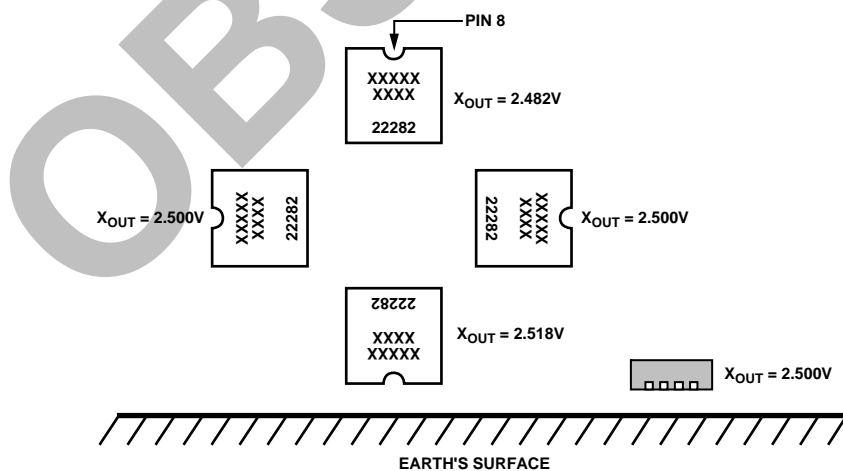 OBS
PIN 8
XXXXX
XXXX
22282
XOUT = 2.482V
XOUT = 2.500V
XXXXX
XXXX
22282
22282
XXXX
XXXXX
XOUT = 2.500V
22282
XXXX
XXXXX
XOUT = 2.518V
XOUT = 2.500V
EARTH'S SURFACE